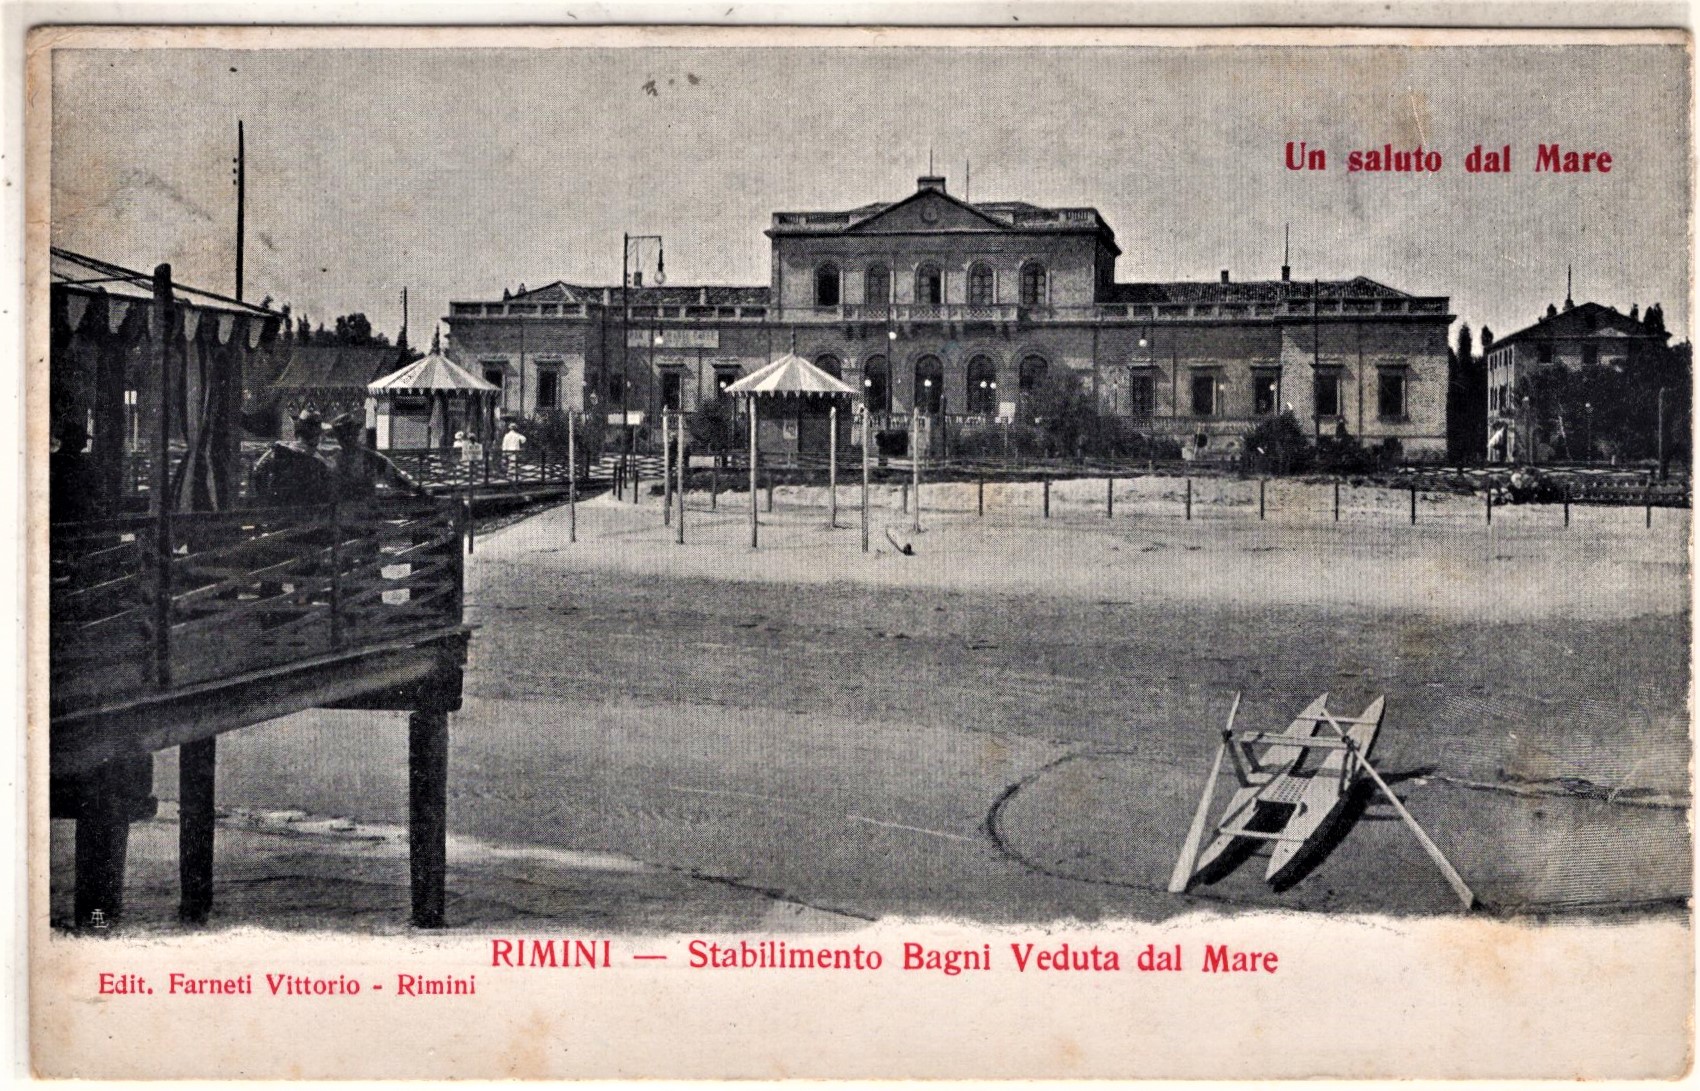 Un saluto dal Mare
RIMINI — Stabilimento Bagni Veduta dal Mare
Edit. Farneti Vittorio - Rimini